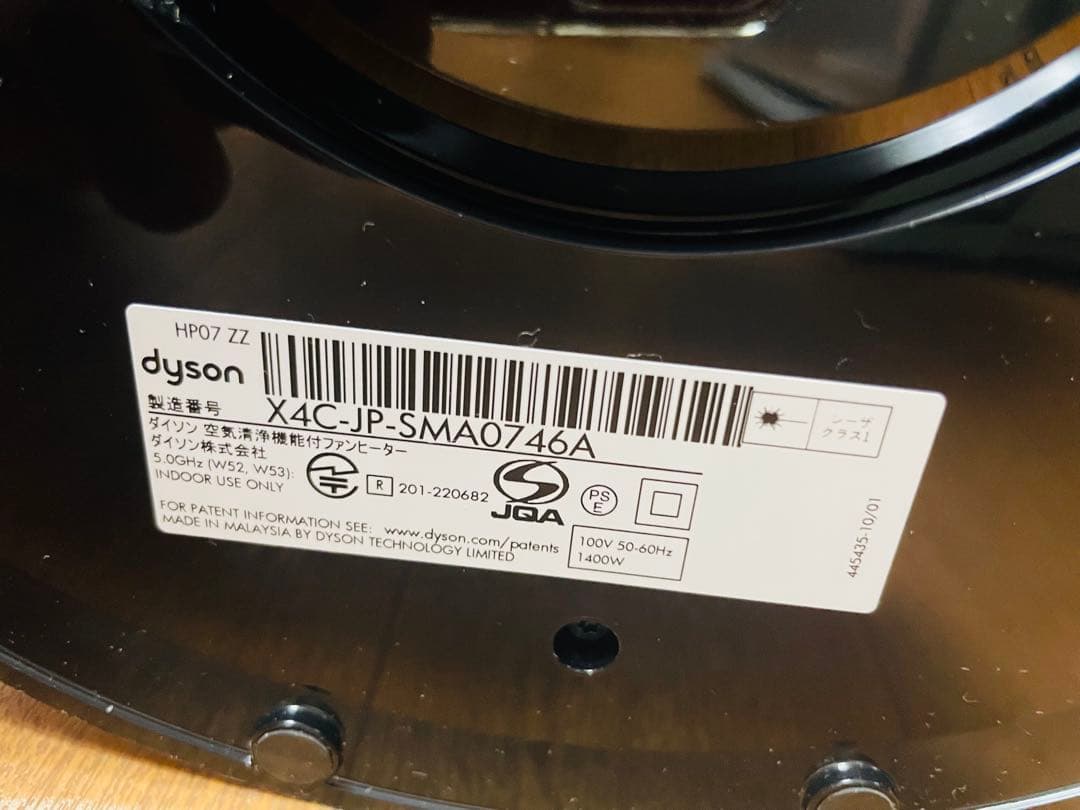 HP07 ZZ
dyson
製造番号 X4C-JP-SMA0746A
ダイソン 空気清浄機能付ファンヒーター
ダイソン株式会社
5.0GHz (W52, W53):
INDOOR USE ONLY
R 201-220682
JQA
PS
E
レーザ
クラス1
FOR PATENT INFORMATION SEE: www.dyson.com/patents
MADE IN MALAYSIA BY DYSON TECHNOLOGY LIMITED
100V 50-60Hz
1400W
445435-10/01